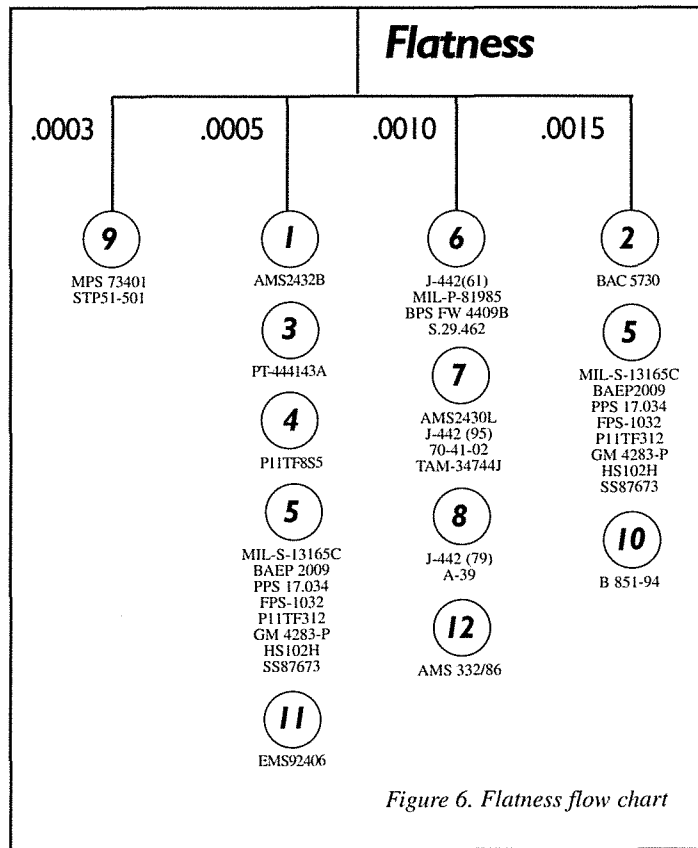 Flatness
.0003
.0005
.0010
.0015
9
MPS 73401
STP51-501
1
AMS2432B
3
PT-444143A
4
P11TF8S5
5
MIL-S-13165C
BAEP 2009
PPS 17.034
FPS-1032
P11TF312
GM 4283-P
HS102H
SS87673
11
EMS92406
6
J-442(61)
MIL-P-81985
BPS FW 4409B
S.29.462
7
AMS2430L
J-442 (95)
70-41-02
TAM-34744J
8
J-442 (79)
A-39
12
AMS 332/86
2
BAC 5730
5
MIL-S-13165C
BAEP2009
PPS 17.034
FPS-1032
P11TF312
GM 4283-P
HS102H
SS87673
10
B 851-94
Figure 6. Flatness flow chart